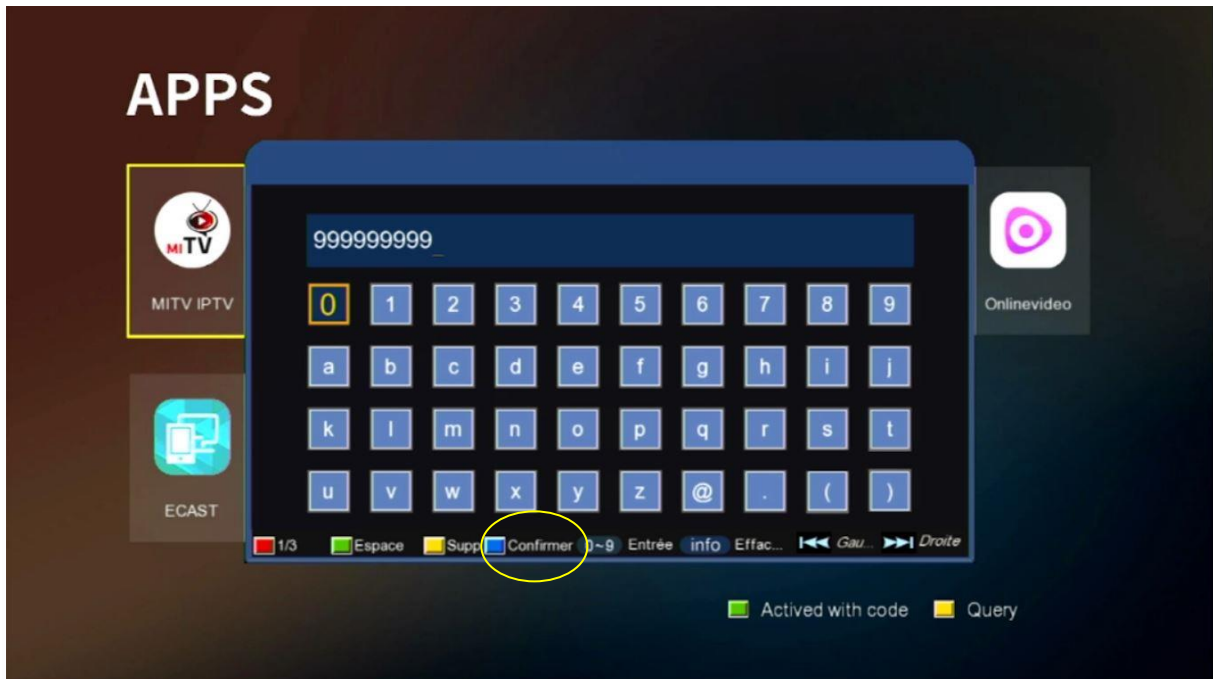 APPS
MITV
MITV IPTV
Onlinevideo
999999999_
0 1 2 3 4 5 6 7 8 9
a b c d e f g h i j
k l m n o p q r s t
u v w x y z @ . ( )
ECAST
1/3 Espace Supp Confirmer 0~9 Entrée info Effac... Gau... Droite
Actived with code Query